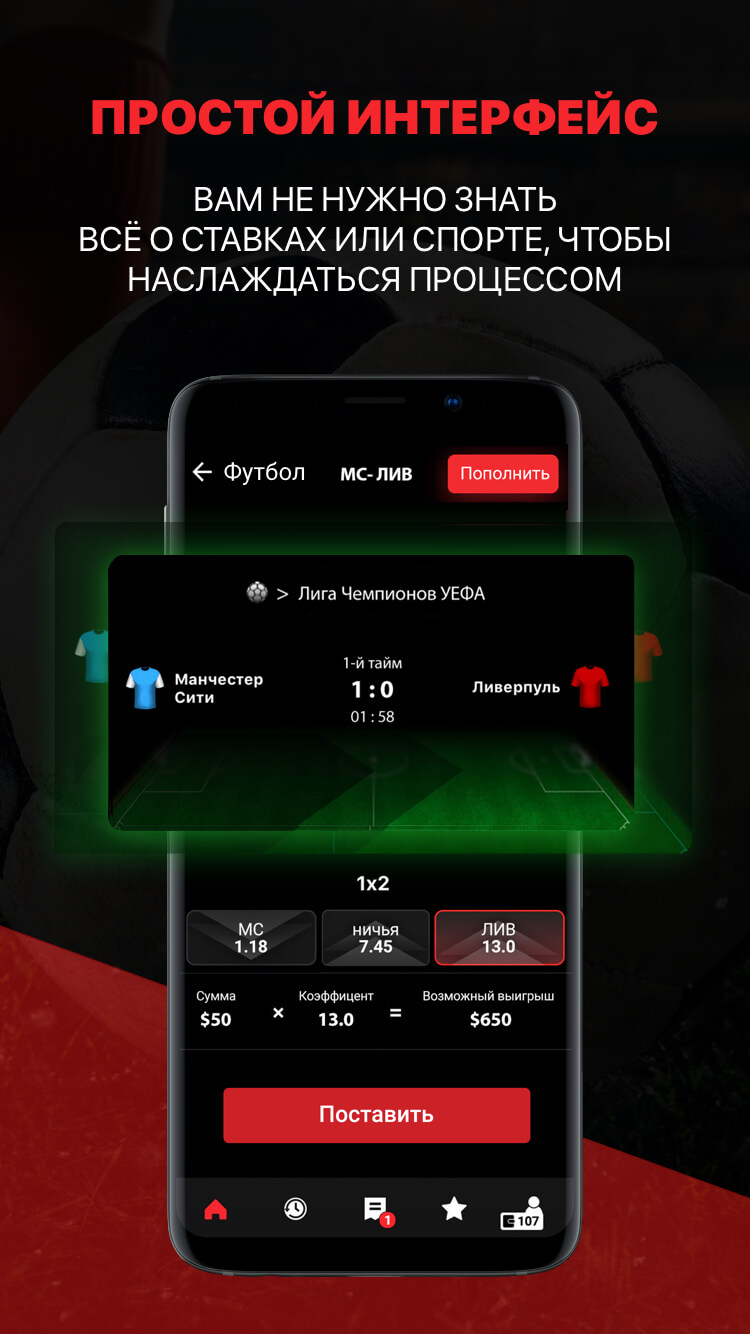 ПРОСТОЙ ИНТЕРФЕЙС
ВАМ НЕ НУЖНО ЗНАТЬ
ВСЁ О СТАВКАХ ИЛИ СПОРТЕ, ЧТОБЫ
НАСЛАЖДАТЬСЯ ПРОЦЕССОМ
← Футбол МС- ЛИВ Пополнить
> Лига Чемпионов УЕФА
1-й тайм
Манчестер
Сити
1 : 0
Ливерпуль
01 : 58
1x2
МС ничья ЛИВ
1.18 7.45 13.0
Сумма Коэффицент Возможный выигрыш
$50 × 13.0 = $650
Поставить
1
107